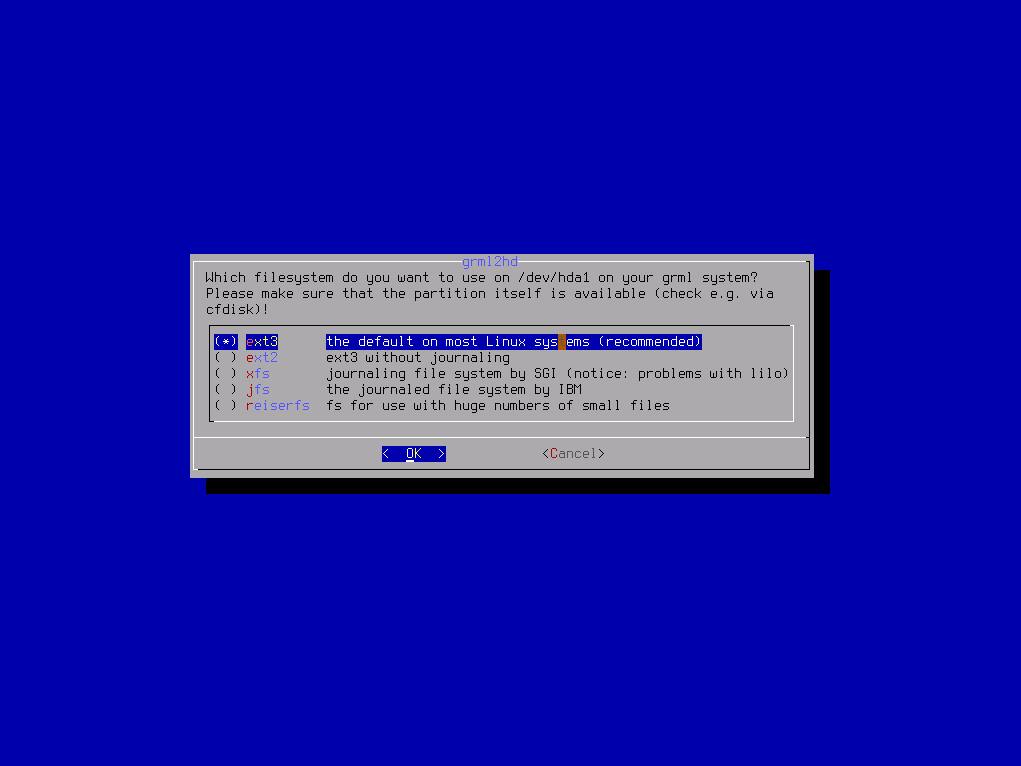 grml2hd
Which filesystem do you want to use on /dev/hda1 on your grml system?
Please make sure that the partition itself is available (check e.g. via
cfdisk)!
(*) ext3 the default on most Linux sys ems (recommended)
( ) ext2 ext3 without journaling
( ) xfs journaling file system by SGI (notice: problems with lilo)
( ) jfs the journaled file system by IBM
( ) reiserfs fs for use with huge numbers of small files
< OK > <Cancel>